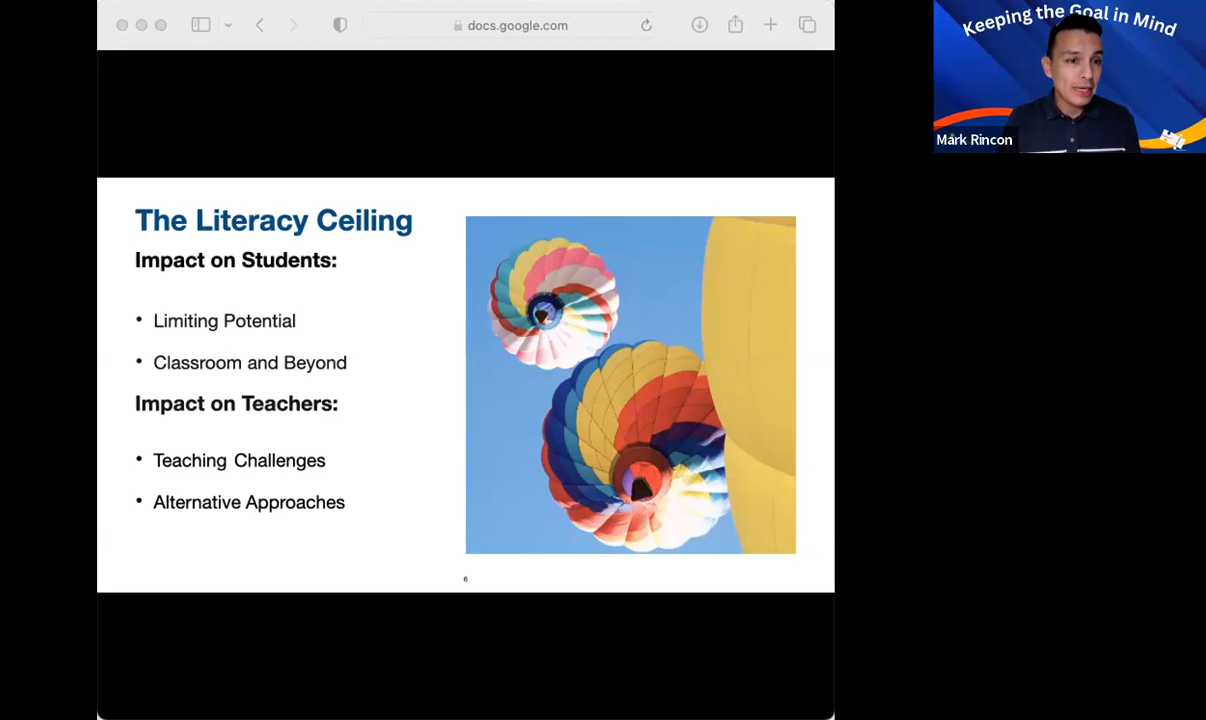 docs.google.com
Keeping the Goal in Mind
Mark Rincon
The Literacy Ceiling
Impact on Students:
• Limiting Potential
• Classroom and Beyond
Impact on Teachers:
• Teaching Challenges
• Alternative Approaches
6